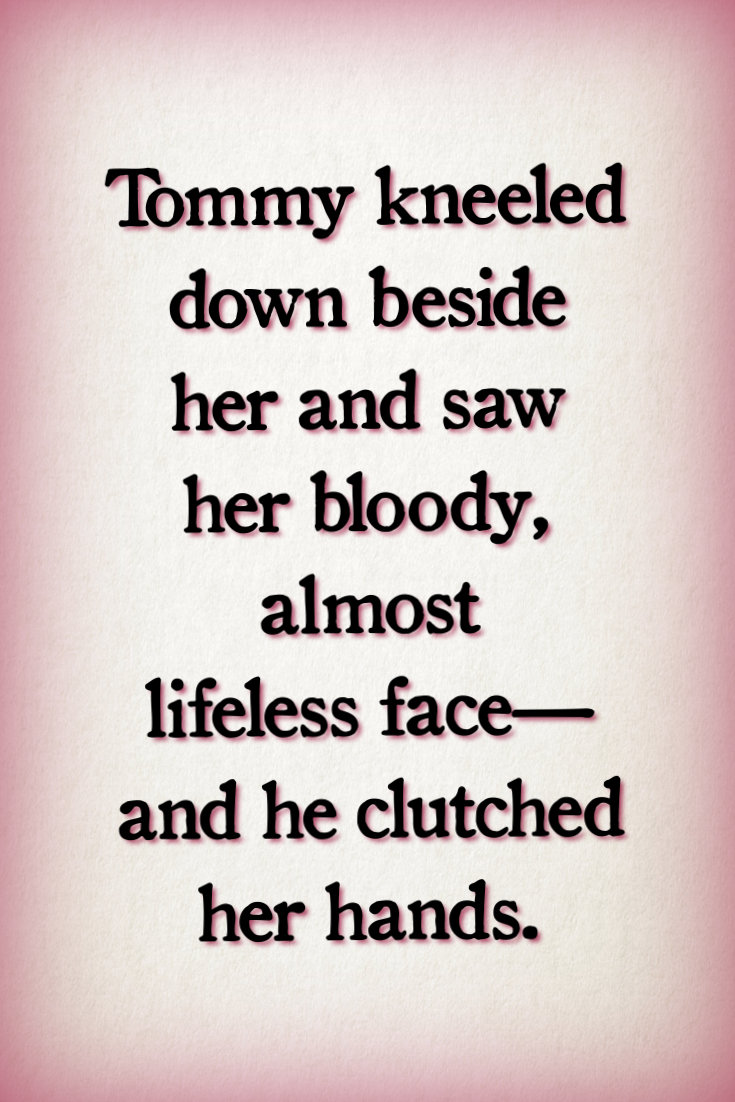 Tommy kneeled
down beside
her and saw
her bloody,
almost
lifeless face—
and he clutched
her hands.